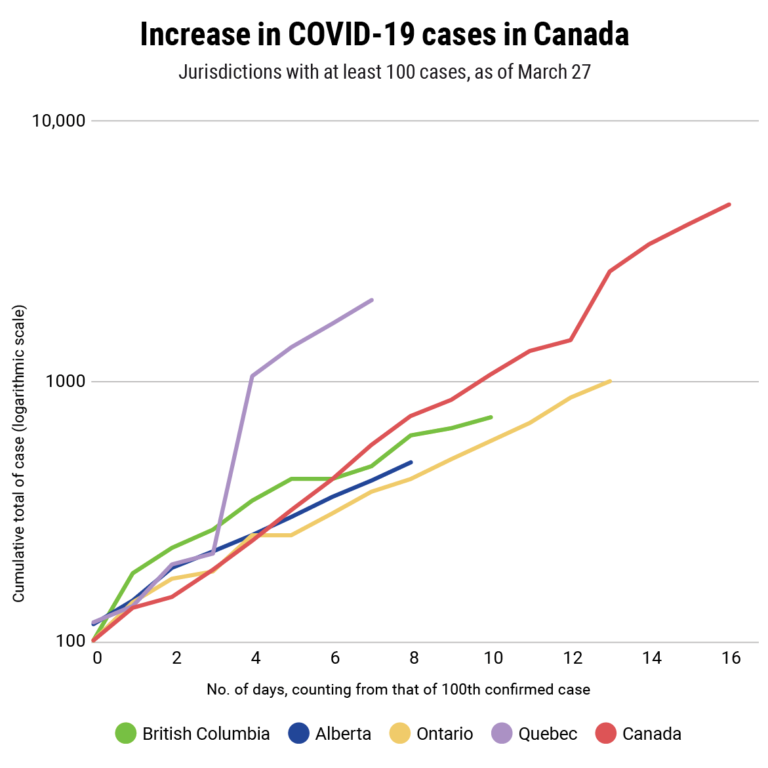 Increase in COVID-19 cases in Canada
Jurisdictions with at least 100 cases, as of March 27
10,000
1000
100
Cumulative total of case (logarithmic scale)
0 2 4 6 8 10 12 14 16
No. of days, counting from that of 100th confirmed case
British Columbia Alberta Ontario Quebec Canada